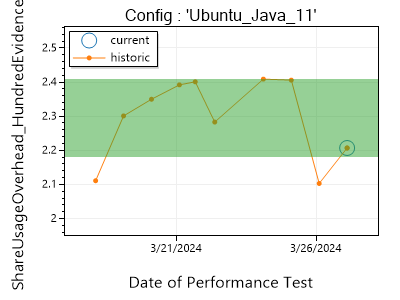 Config : 'Ubuntu_Java_11'
current
historic
ShareUsageOverhead_HundredEvidence
2.5
2.4
2.3
2.2
2.1
2
3/21/2024
3/26/2024
Date of Performance Test